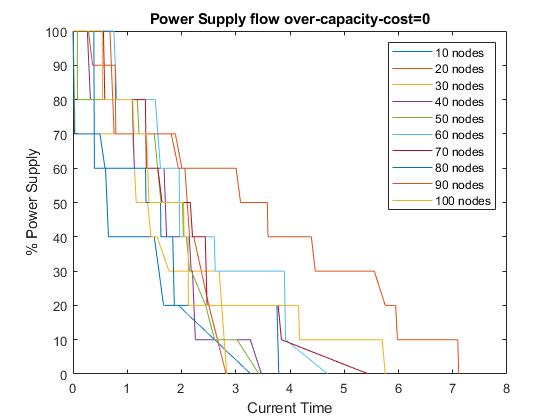 Power Supply flow over-capacity-cost=0
100
90
80
70
60
50
40
30
20
10
0
% Power Supply
10 nodes
20 nodes
30 nodes
40 nodes
50 nodes
60 nodes
70 nodes
80 nodes
90 nodes
100 nodes
0 1 2 3 4 5 6 7 8
Current Time